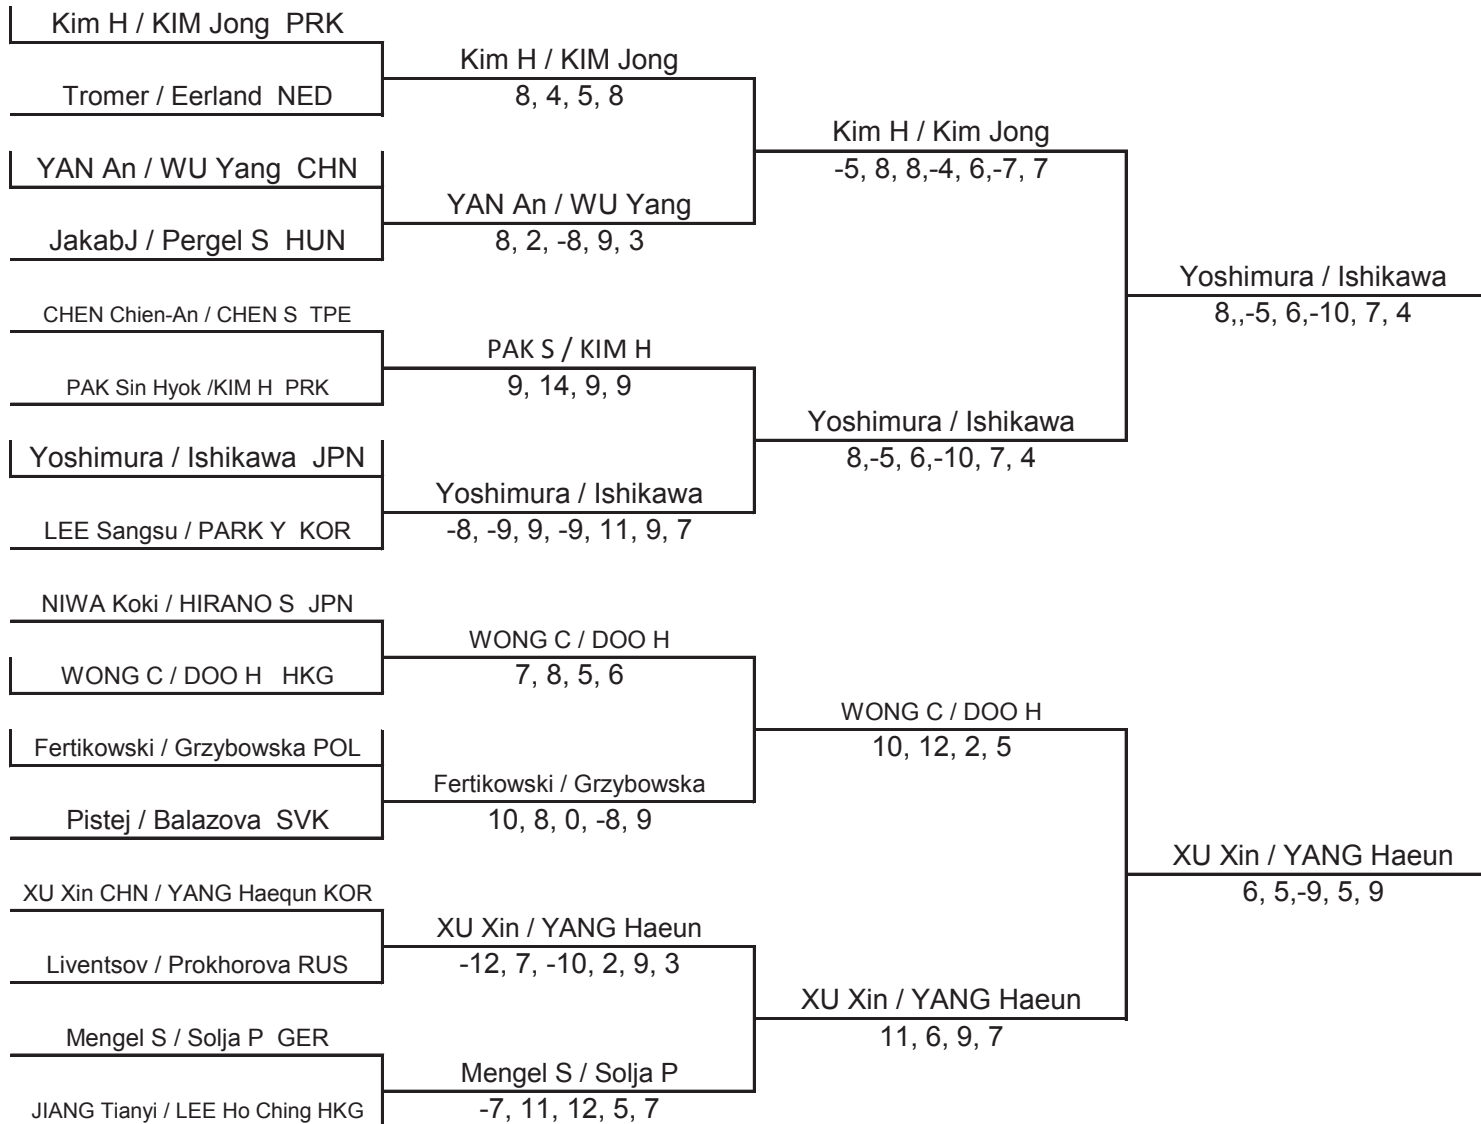 Kim H / KIM Jong  PRK
Tromer / Eerland  NED
YAN An / WU Yang  CHN
JakabJ / Pergel S  HUN
CHEN Chien-An / CHEN S  TPE
PAK Sin Hyok /KIM H  PRK
Yoshimura / Ishikawa  JPN
LEE Sangsu / PARK Y  KOR
NIWA Koki / HIRANO S  JPN
WONG C / DOO H   HKG
Fertikowski / Grzybowska POL
Pistej / Balazova  SVK
XU Xin CHN / YANG Haequn KOR
Liventsov / Prokhorova RUS
Mengel S / Solja P  GER
JIANG Tianyi / LEE Ho Ching HKG
Kim H / KIM Jong
8, 4, 5, 8
YAN An / WU Yang
8, 2, -8, 9, 3
PAK S / KIM H
9, 14, 9, 9
Yoshimura / Ishikawa
-8, -9, 9, -9, 11, 9, 7
WONG C / DOO H
7, 8, 5, 6
Fertikowski / Grzybowska
10, 8, 0, -8, 9
XU Xin / YANG Haeun
-12, 7, -10, 2, 9, 3
Mengel S / Solja P
-7, 11, 12, 5, 7
Kim H / Kim Jong
-5, 8, 8,-4, 6,-7, 7
Yoshimura / Ishikawa
8,-5, 6,-10, 7, 4
WONG C / DOO H
10, 12, 2, 5
XU Xin / YANG Haeun
11, 6, 9, 7
Yoshimura / Ishikawa
8,,-5, 6,-10, 7, 4
XU Xin / YANG Haeun
6, 5,-9, 5, 9